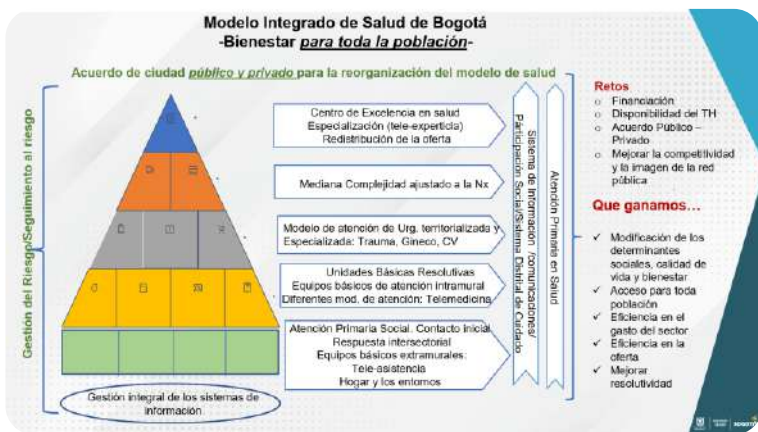 Modelo Integrado de Salud de Bogotá
-Bienestar para toda la población-
Acuerdo de ciudad público y privado para la reorganización del modelo de salud
Gestión del Riesgo/Seguimiento al riesgo
Centro de Excelencia en salud
Especialización (tele-experticia)
Redistribución de la oferta
Mediana Complejidad ajustado a la Nx
Modelo de atención de Urg. territorializada y
Especializada: Trauma, Gineco, CV
Unidades Básicas Resolutivas
Equipos básicos de atención intramural
Diferentes mod. de atención: Telemedicina
Atención Primaria Social. Contacto inicial
Respuesta intersectorial
Equipos básicos extramurales:
Tele-asistencia
Hogar y los entornos
Gestión integral de los sistemas de
información
Sistema de Información /comunicaciones/
Participación Social/Sistema Distrital de Cuidado
Atención Primaria en Salud
Retos
o Financiación
o Disponibilidad del TH
o Acuerdo Público –
Privado
o Mejorar la competitividad
y la imagen de la red
pública
Que ganamos…
✓ Modificación de los
determinantes
sociales, calidad de
vida y bienestar
✓ Acceso para toda
población
✓ Eficiencia en el
gasto del sector
✓ Eficiencia en la
oferta
✓ Mejorar
resolutividad
BOGOTÁ